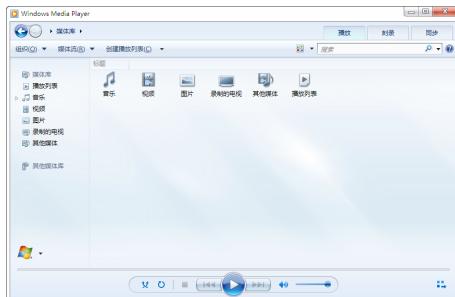 Windows Media Player
媒体库
播放 刻录 同步
组织(O) 媒体流(R) 创建播放列表(C) 搜索
标题
媒体库
播放列表
音乐
视频
图片
录制的电视
其他媒体
其他媒体库
音乐 视频 图片 录制的电视 其他媒体 播放列表